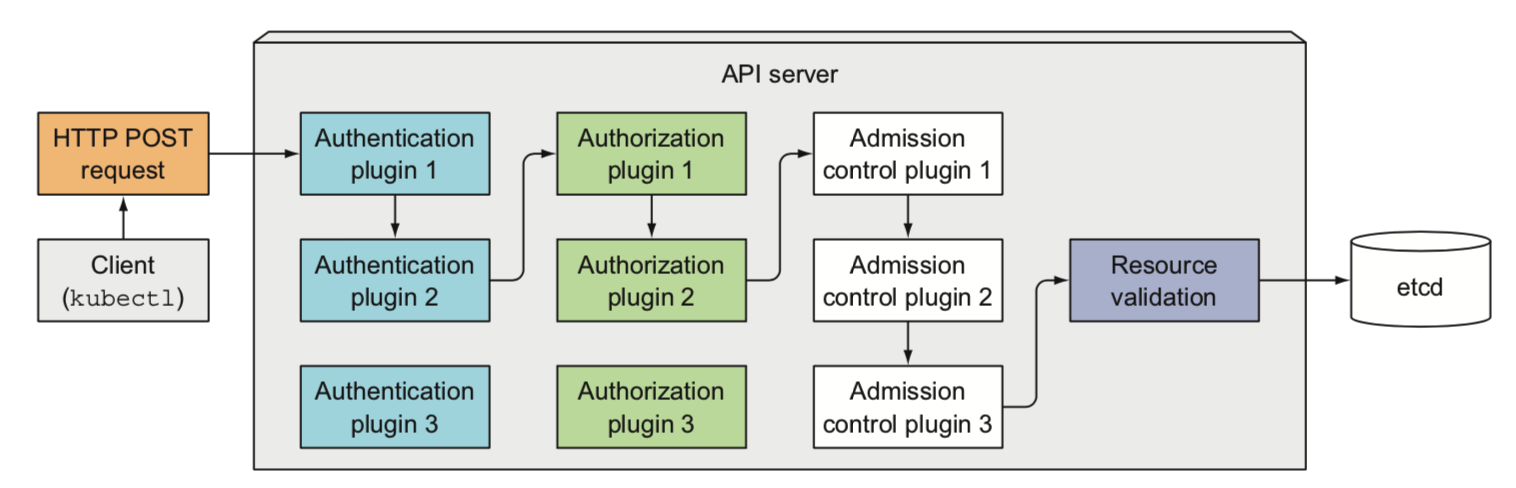 API server
HTTP POST
request
Client
(kubectl)
Authentication
plugin 1
Authentication
plugin 2
Authentication
plugin 3
Authorization
plugin 1
Authorization
plugin 2
Authorization
plugin 3
Admission
control plugin 1
Admission
control plugin 2
Admission
control plugin 3
Resource
validation
etcd